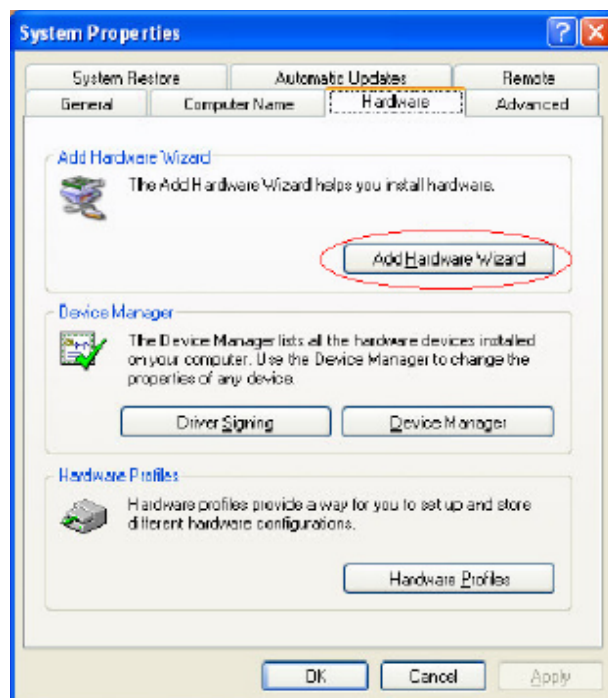 System Properties
System Restore Automatic Updates Remote
General Computer Name Hardware Advanced
Add Hardware Wizard
The Add Hardware Wizard helps you install hardware.
Add Hardware Wizard
Device Manager
The Device Manager lists all the hardware devices installed
on your computer. Use the Device Manager to change the
properties of any device.
Driver Signing Device Manager
Hardware Profiles
Hardware profiles provide a way for you to set up and store
different hardware configurations.
Hardware Profiles
OK Cancel Apply